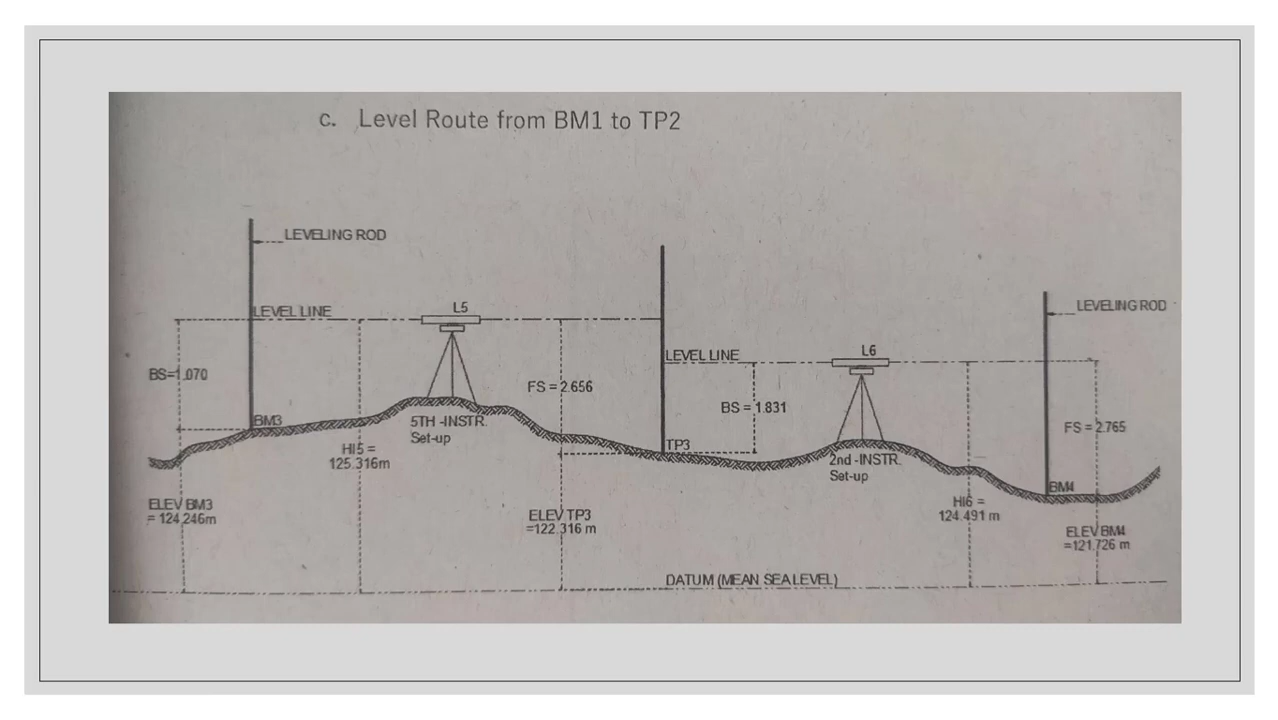 c. Level Route from BM1 to TP2
LEVELING ROD
LEVEL LINE
L5
LEVELING ROD
BS=1.070
FS = 2.656
LEVEL LINE
L6
BS = 1.831
FS = 2.765
BM3
5TH -INSTR.
Set-up
TP3
HI5 =
125.316m
2nd -INSTR.
Set-up
BM4
ELEV BM3
= 124.246m
ELEV TP3
=122.316 m
HI6 =
124.491 m
ELEV BM4
=121.726 m
DATUM (MEAN SEA LEVEL)